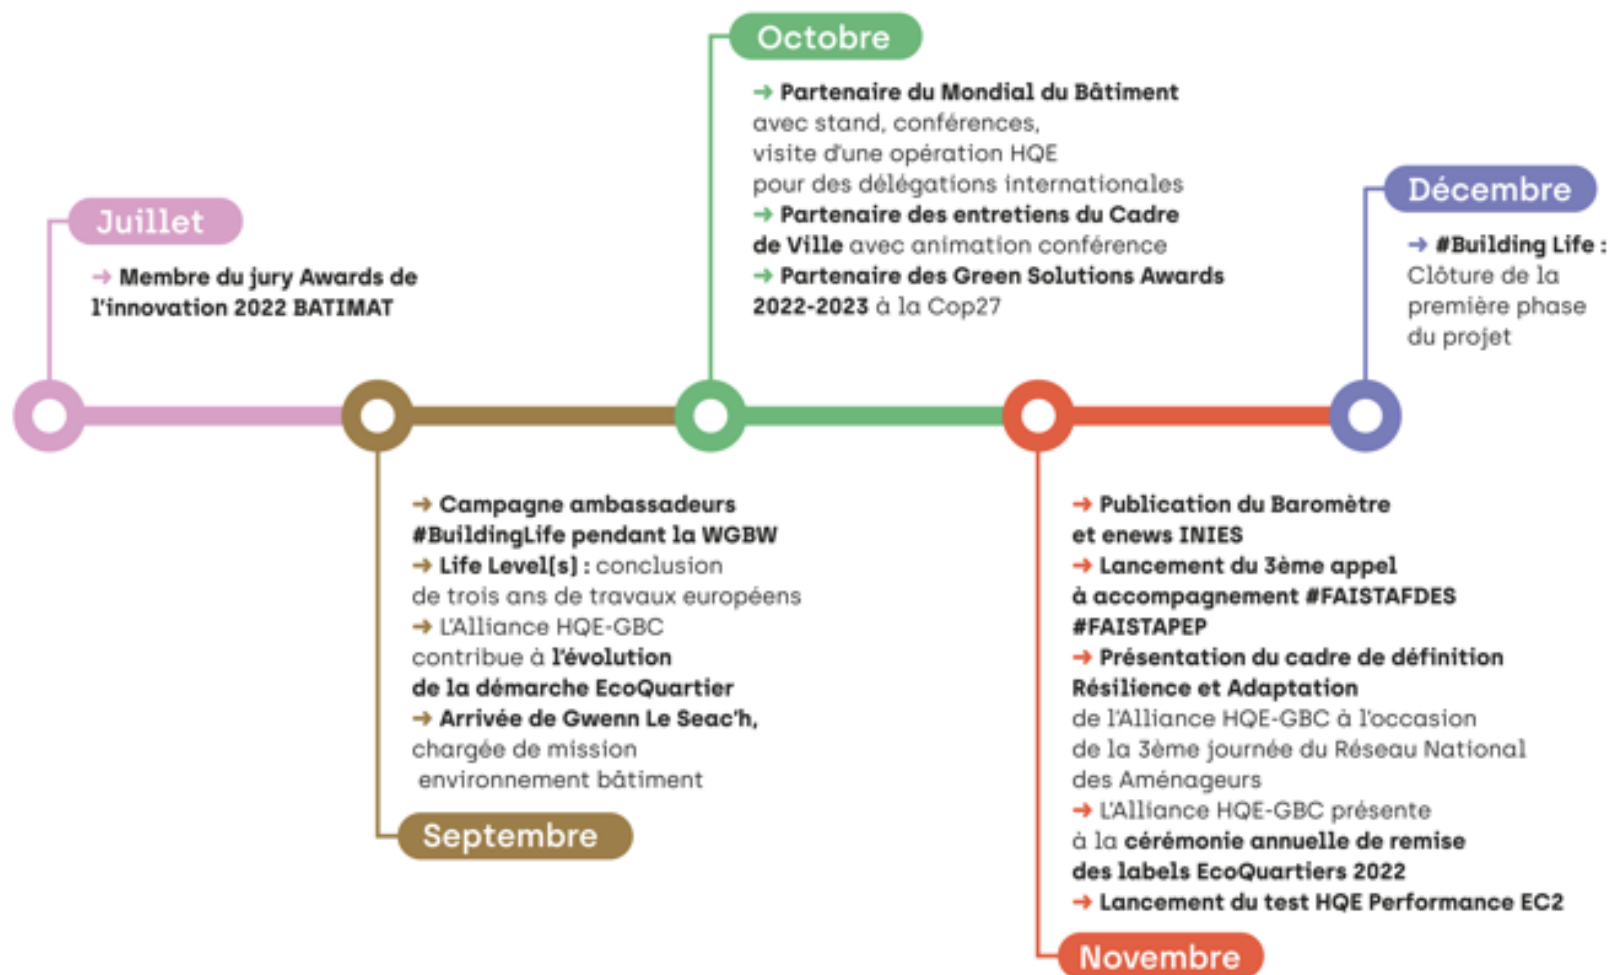 Juillet
→ Membre du jury Awards de
l'innovation 2022 BATIMAT
Septembre
→ Campagne ambassadeurs
#BuildingLife pendant la WGBW
→ Life Level[s] : conclusion
de trois ans de travaux européens
→ L'Alliance HQE-GBC
contribue à l'évolution
de la démarche EcoQuartier
→ Arrivée de Gwenn Le Seac'h,
chargée de mission
environnement bâtiment
Octobre
→ Partenaire du Mondial du Bâtiment
avec stand, conférences,
visite d'une opération HQE
pour des délégations internationales
→ Partenaire des entretiens du Cadre
de Ville avec animation conférence
→ Partenaire des Green Solutions Awards
2022-2023 à la Cop27
Novembre
→ Publication du Baromètre
et enews INIES
→ Lancement du 3ème appel
à accompagnement #FAISTAFDES
#FAISTAPEP
→ Présentation du cadre de définition
Résilience et Adaptation
de l'Alliance HQE-GBC à l'occasion
de la 3ème journée du Réseau National
des Aménageurs
→ L'Alliance HQE-GBC présente
à la cérémonie annuelle de remise
des labels EcoQuartiers 2022
→ Lancement du test HQE Performance EC2
Décembre
→ #Building Life :
Clôture de la
première phase
du projet